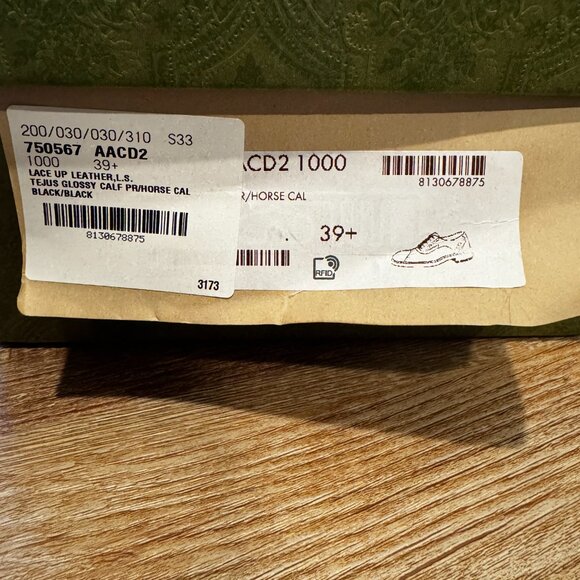 200/030/030/310 S33
750567 AACD2
1000 39+
LACE UP LEATHER,L.S.
TEJUS GLOSSY CALF PR/HORSE CAL
BLACK/BLACK
8130678875
3173
ACD2 1000
R/HORSE CAL
8130678875
39+
RFID